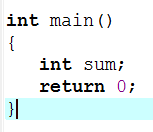 int main()
{
    int sum;
    return 0;
}